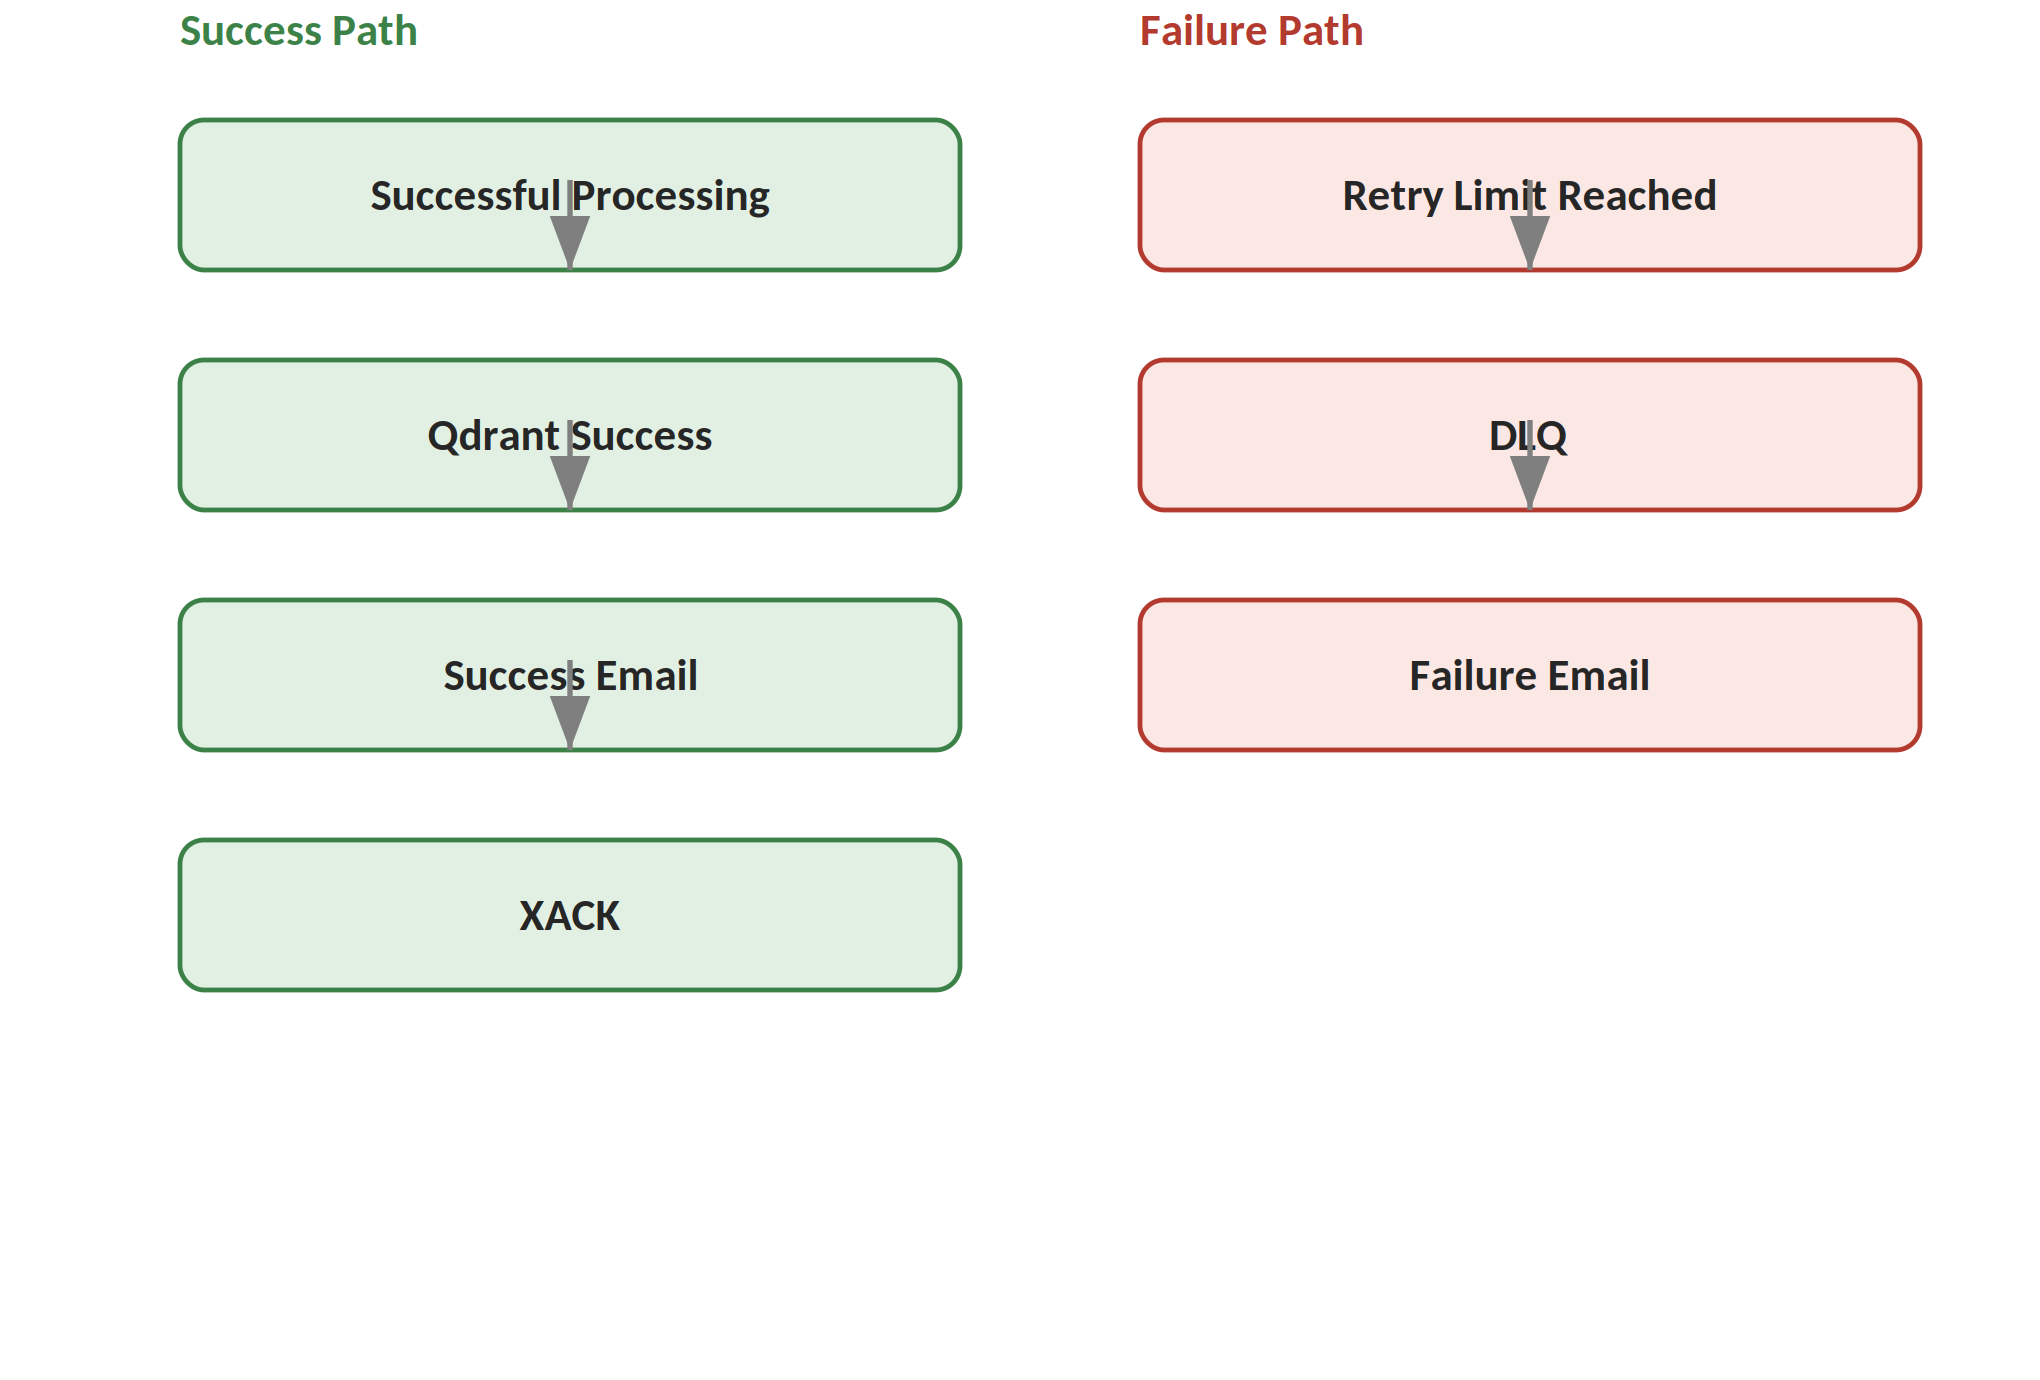 Success Path
Successful Processing
Qdrant Success
Success Email
XACK
Failure Path
Retry Limit Reached
DLQ
Failure Email